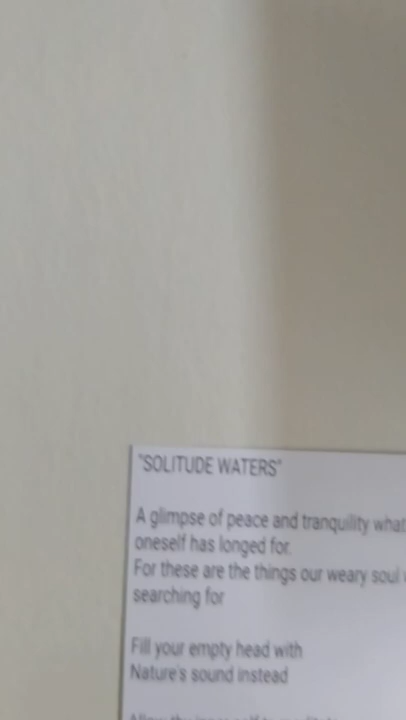 "SOLITUDE WATERS"
A glimpse of peace and tranquility what
oneself has longed for.
For these are the things our weary soul
searching for
Fill your empty head with
Nature's sound instead